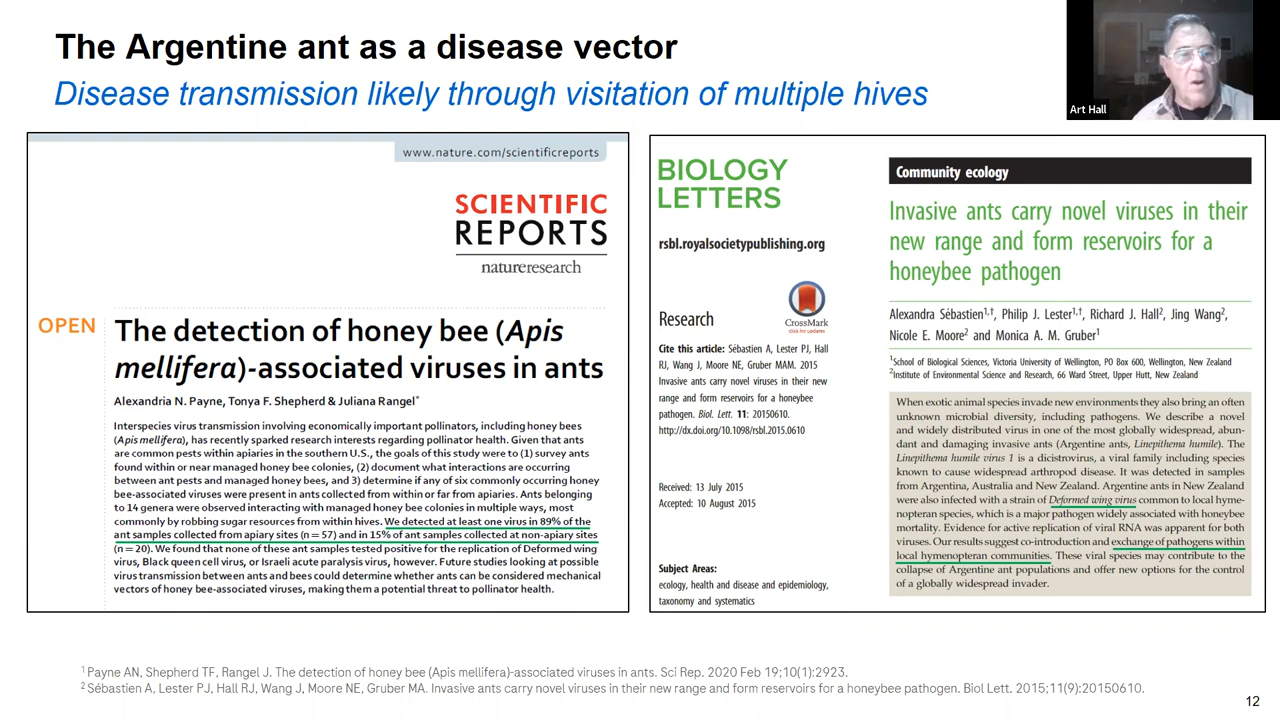 The Argentine ant as a disease vector
Disease transmission likely through visitation of multiple hives
Art Hall
www.nature.com/scientificreports
SCIENTIFIC
REPORTS
natureresearch
OPEN
The detection of honey bee (Apis
mellifera)-associated viruses in ants
Alexandria N. Payne, Tonya F. Shepherd & Juliana Rangel*
Interspecies virus transmission involving economically important pollinators, including honey bees
(Apis mellifera), has recently sparked research interests regarding pollinator health. Given that ants
are common pests within apiaries in the southern U.S., the goals of this study were to (1) survey ants
found within or near managed honey bee colonies, (2) document what interactions are occurring
between ant pests and managed honey bees, and 3) determine if any of six commonly occurring honey
bee-associated viruses were present in ants collected from within or far from apiaries. Ants belonging
to 14 genera were observed interacting with managed honey bee colonies in multiple ways, most
commonly by robbing sugar resources from within hives. We detected at least one virus in 89% of the
ant samples collected from apiary sites (n = 57) and in 15% of ant samples collected at non-apiary sites
(n = 20). We found that none of these ant samples tested positive for the replication of Deformed wing
virus, Black queen cell virus, or Israeli acute paralysis virus, however. Future studies looking at possible
virus transmission between ants and bees could determine whether ants can be considered mechanical
vectors of honey bee-associated viruses, making them a potential threat to pollinator health.
BIOLOGY
LETTERS
rsbl.royalsocietypublishing.org
Research
CrossMark
click for updates
Cite this article: Sébastien A, Lester PJ, Hall
RJ, Wang J, Moore NE, Gruber MAM. 2015
Invasive ants carry novel viruses in their new
range and form reservoirs for a honeybee
pathogen. Biol. Lett. 11: 20150610.
http://dx.doi.org/10.1098/rsbl.2015.0610
Received: 13 July 2015
Accepted: 10 August 2015
Subject Areas:
ecology, health and disease and epidemiology,
taxonomy and systematics
Community ecology
Invasive ants carry novel viruses in their
new range and form reservoirs for a
honeybee pathogen
Alexandra Sébastien1,†, Philip J. Lester1,†, Richard J. Hall2, Jing Wang2,
Nicole E. Moore2 and Monica A. M. Gruber1
1School of Biological Sciences, Victoria University of Wellington, PO Box 600, Wellington, New Zealand
2Institute of Environmental Science and Research, 66 Ward Street, Upper Hutt, New Zealand
When exotic animal species invade new environments they also bring an often
unknown microbial diversity, including pathogens. We describe a novel
and widely distributed virus in one of the most globally widespread, abun-
dant and damaging invasive ants (Argentine ants, Linepithema humile). The
Linepithema humile virus 1 is a dicistrovirus, a viral family including species
known to cause widespread arthropod disease. It was detected in samples
from Argentina, Australia and New Zealand. Argentine ants in New Zealand
were also infected with a strain of Deformed wing virus common to local hyme-
nopteran species, which is a major pathogen widely associated with honeybee
mortality. Evidence for active replication of viral RNA was apparent for both
viruses. Our results suggest co-introduction and exchange of pathogens within
local hymenopteran communities. These viral species may contribute to the
collapse of Argentine ant populations and offer new options for the control
of a globally widespread invader.
1 Payne AN, Shepherd TF, Rangel J. The detection of honey bee (Apis mellifera)-associated viruses in ants. Sci Rep. 2020 Feb 19;10(1):2923.
2 Sébastien A, Lester PJ, Hall RJ, Wang J, Moore NE, Gruber MA. Invasive ants carry novel viruses in their new range and form reservoirs for a honeybee pathogen. Biol Lett. 2015;11(9):20150610.
12